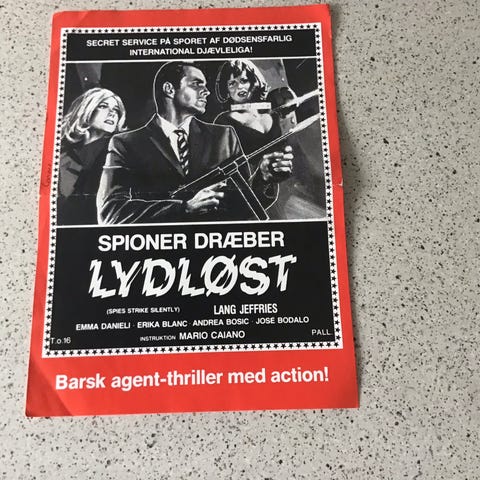 SECRET SERVICE PÅ SPORET AF DØDSENSFARLIG
INTERNATIONAL DJÆVLELIGA!
SPIONER DRÆBER
LYDLØST
(SPIES STRIKE SILENTLY) LANG JEFFRIES
EMMA DANIELI · ERIKA BLANC · ANDREA BOSIC · JOSÉ BODALO
INSTRUKTION MARIO CAIANO
T.o.16 PALL.
Barsk agent-thriller med action!